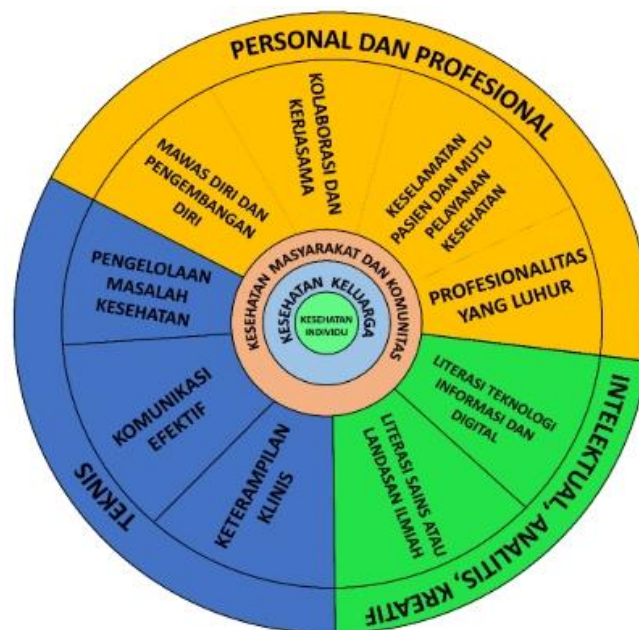 PERSONAL DAN PROFESIONAL
MAWAS DIRI DAN
PENGEMBANGAN
DIRI
KOLABORASI DAN
KERJASAMA
KESELAMATAN
PASIEN DAN MUTU
PELAYANAN
KESEHATAN
PROFESIONALITAS
YANG LUHUR
INTELEKTUAL, ANALITIS, KREATIF
LITERASI TEKNOLOGI
INFORMASI DAN
DIGITAL
LITERASI SAINS ATAU
LANDASAN ILMIAH
TEKNIS
KETERAMPILAN
KLINIS
KOMUNIKASI
EFEKTIF
PENGELOLAAN
MASALAH
KESEHATAN
KESEHATAN MASYARAKAT DAN KOMUNITAS
KESEHATAN KELUARGA
KESEHATAN
INDIVIDU